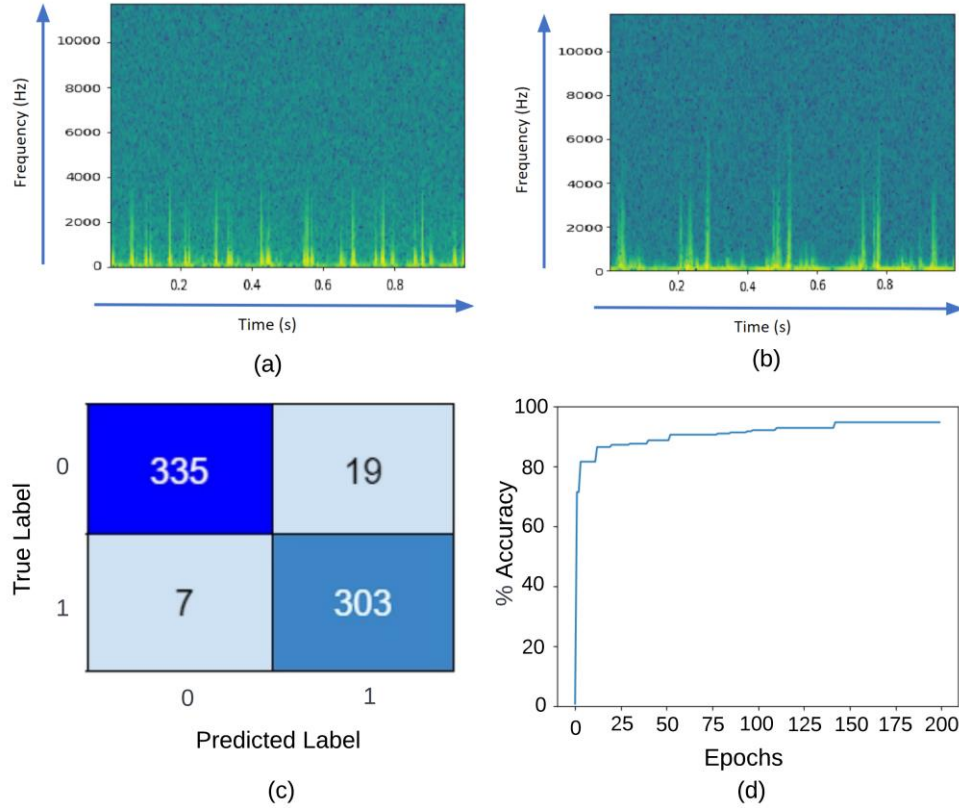 Frequency (Hz)
10000
8000
6000
4000
2000
0
0.2 0.4 0.6 0.8
Time (s)
(a)
Frequency (Hz)
10000
8000
6000
4000
2000
0
0.2 0.4 0.6 0.8
Time (s)
(b)
True Label
0
1
335 19
7 303
0 1
Predicted Label
(c)
% Accuracy
100
80
60
40
20
0
0 25 50 75 100 125 150 175 200
Epochs
(d)